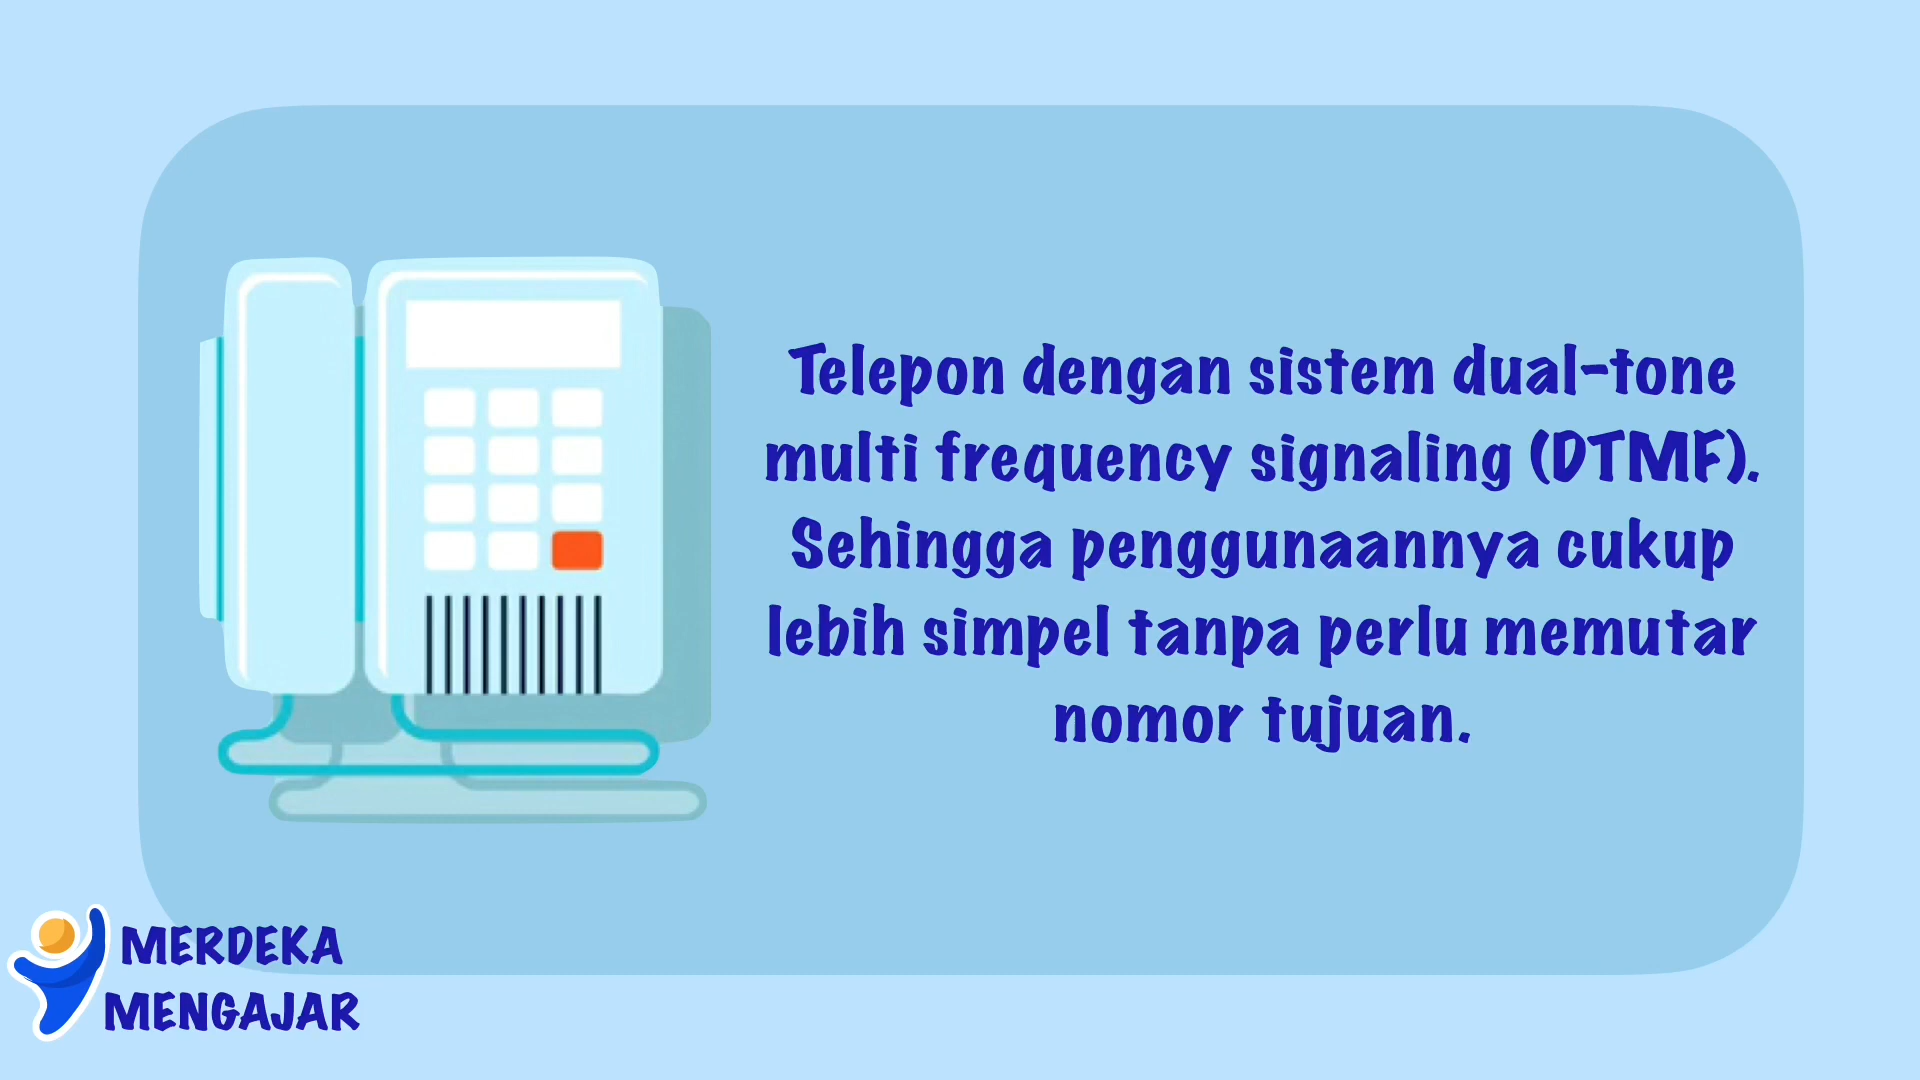 Telepon dengan sistem dual-tone
multi frequency signaling (DTMF).
Sehingga penggunaannya cukup
lebih simpel tanpa perlu memutar
nomor tujuan.
MERDEKA
MENGAJAR